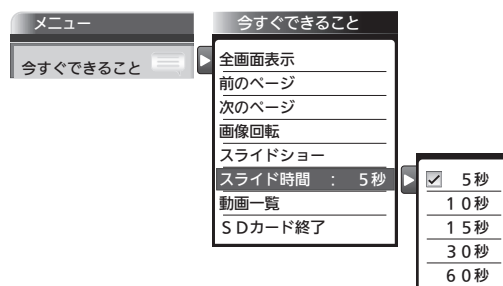 メニュー
今すぐできること
今すぐできること
全画面表示
前のページ
次のページ
画像回転
スライドショー
スライド時間 : 5秒
動画一覧
SDカード終了
5秒
10秒
15秒
30秒
60秒